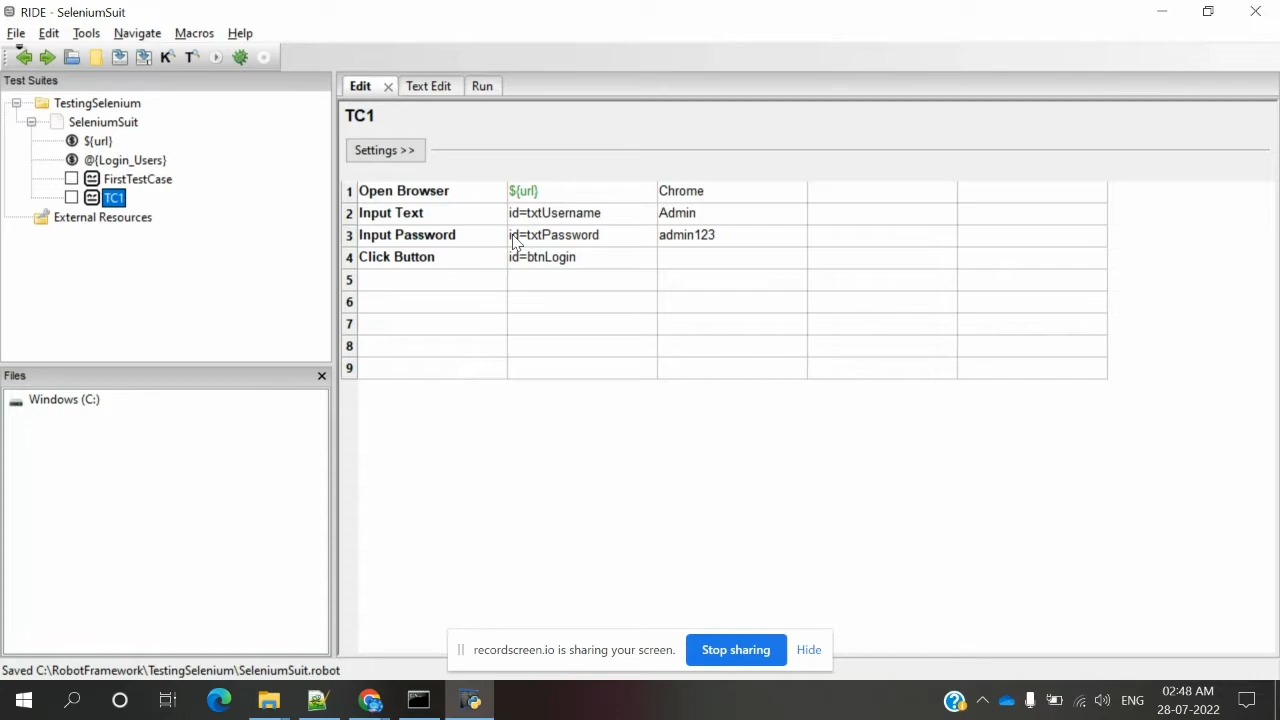 RIDE - SeleniumSuit
File Edit Tools Navigate Macros Help
K T
Test Suites
TestingSelenium
SeleniumSuit
${url}
@{Login_Users}
FirstTestCase
TC1
External Resources
Files
Windows (C:)
Edit Text Edit Run
TC1
Settings >>
1 Open Browser ${url} Chrome
2 Input Text id=txtUsername Admin
3 Input Password id=txtPassword admin123
4 Click Button id=btnLogin
5
6
7
8
9
recordscreen.io is sharing your screen. Stop sharing Hide
Saved C:\RobotFramework\TestingSelenium\SeleniumSuit.robot
ENG
02:48 AM
28-07-2022